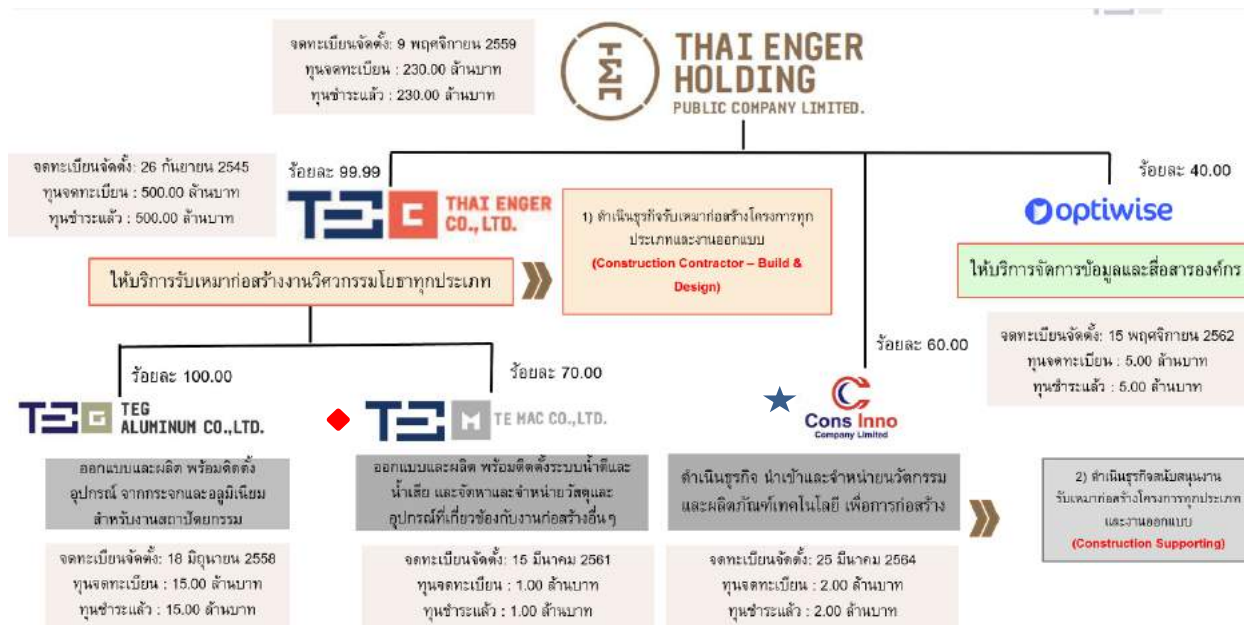 จดทะเบียนจัดตั้ง: 9 พฤศจิกายน 2559
ทุนจดทะเบียน : 230.00 ล้านบาท
ทุนชำระแล้ว : 230.00 ล้านบาท
THAI ENGER
HOLDING
PUBLIC COMPANY LIMITED.
จดทะเบียนจัดตั้ง: 26 กันยายน 2545
ทุนจดทะเบียน : 500.00 ล้านบาท
ทุนชำระแล้ว : 500.00 ล้านบาท
ร้อยละ 99.99
THAI ENGER
CO., LTD.
ให้บริการรับเหมาก่อสร้างงานวิศวกรรมโยธาทุกประเภท
1) ดำเนินธุรกิจรับเหมาก่อสร้างโครงการทุก
ประเภทและงานออกแบบ
(Construction Contractor – Build &
Design)
ร้อยละ 40.00
optiwise
ให้บริการจัดการข้อมูลและสื่อสารองค์กร
จดทะเบียนจัดตั้ง: 15 พฤศจิกายน 2562
ทุนจดทะเบียน : 5.00 ล้านบาท
ทุนชำระแล้ว : 5.00 ล้านบาท
ร้อยละ 100.00
TEG
TEG
ALUMINUM CO.,LTD.
ออกแบบและผลิต พร้อมติดตั้ง
อุปกรณ์ จากกระจกและอลูมิเนียม
สำหรับงานสถาปัตยกรรม
จดทะเบียนจัดตั้ง: 18 มิถุนายน 2558
ทุนจดทะเบียน : 15.00 ล้านบาท
ทุนชำระแล้ว : 15.00 ล้านบาท
ร้อยละ 70.00
TEM
TE MAC CO.,LTD.
ออกแบบและผลิต พร้อมติดตั้งระบบน้ำดีและ
น้ำเสีย และจัดหาและจำหน่ายวัสดุและ
อุปกรณ์ที่เกี่ยวข้องกับงานก่อสร้างอื่นๆ
จดทะเบียนจัดตั้ง: 15 มีนาคม 2561
ทุนจดทะเบียน : 1.00 ล้านบาท
ทุนชำระแล้ว : 1.00 ล้านบาท
ร้อยละ 60.00
Cons Inno
Company Limited
ดำเนินธุรกิจ นำเข้าและจำหน่ายนวัตกรรม
และผลิตภัณฑ์เทคโนโลยี เพื่อการก่อสร้าง
จดทะเบียนจัดตั้ง: 25 มีนาคม 2564
ทุนจดทะเบียน : 2.00 ล้านบาท
ทุนชำระแล้ว : 2.00 ล้านบาท
2) ดำเนินธุรกิจสนับสนุนงาน
รับเหมาก่อสร้างโครงการทุกประเภท
และงานออกแบบ
(Construction Supporting)